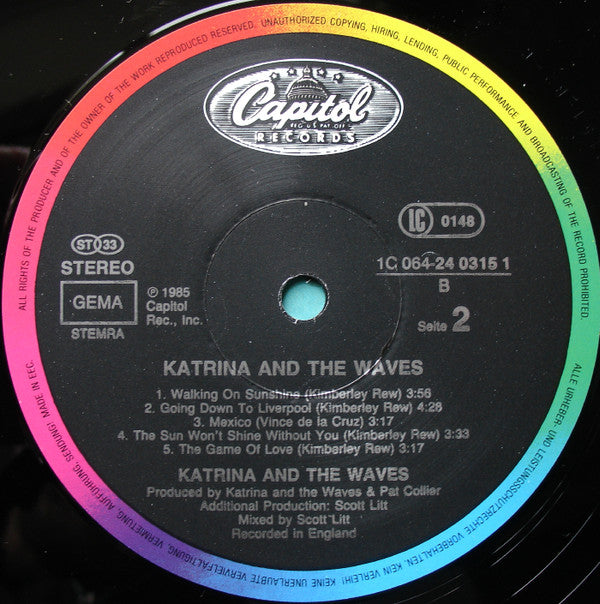 ALL RIGHTS OF THE PRODUCER AND OF THE OWNER OF THE WORK REPRODUCED RESERVED. UNAUTHORIZED COPYING, HIRING, LENDING, PUBLIC PERFORMANCE AND BROADCASTING OF THE RECORD PROHIBITED.
Capitol
REG. U.S. PAT. OFF.
RECORDS
LC 0148
ST 33
STEREO
GEMA
STEMRA
℗ 1985
Capitol
Rec., Inc.
1C 064-24 0315 1
B
Seite 2
KATRINA AND THE WAVES
1. Walking On Sunshine (Kimberley Rew) 3:56
2. Going Down To Liverpool (Kimberley Rew) 4:28
3. Mexico (Vince de la Cruz) 3:17
4. The Sun Won't Shine Without You (Kimberley Rew) 3:33
5. The Game Of Love (Kimberley Rew) 3:17
KATRINA AND THE WAVES
Produced by Katrina and the Waves & Pat Collier
Additional Production: Scott Litt
Mixed by Scott Litt
Recorded in England
ALLE URHEBER- UND LEISTUNGSSCHUTZRECHTE VORBEHALTEN. KEIN VERLEIH! KEINE UNERLAUBTE VERVIELFÄLTIGUNG, VERMIETUNG, AUFFÜHRUNG, SENDUNG! MADE IN EEC.